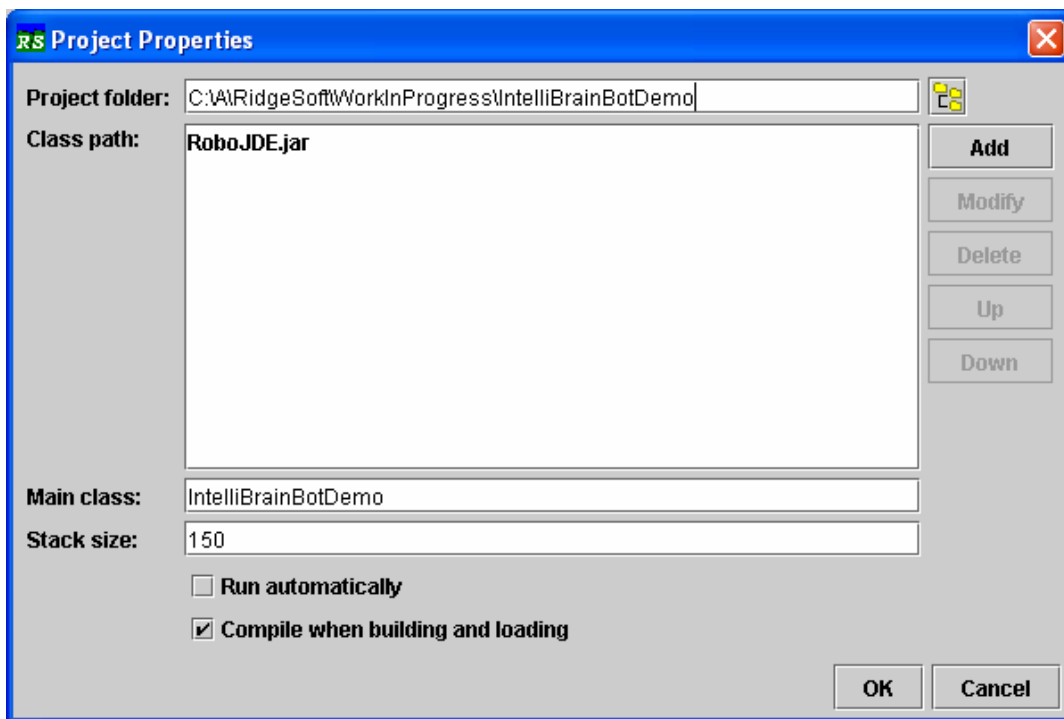 RS Project Properties
Project folder: C:\A\RidgeSoft\WorkInProgress\IntelliBrainBotDemo
Class path: RoboJDE.jar
Add
Modify
Delete
Up
Down
Main class: IntelliBrainBotDemo
Stack size: 150
Run automatically
Compile when building and loading
OK Cancel